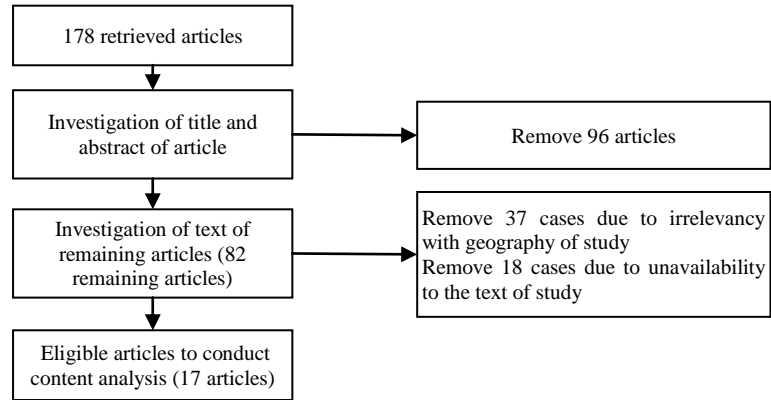 178 retrieved articles
Investigation of title and
abstract of article
Remove 96 articles
Investigation of text of
remaining articles (82
remaining articles)
Remove 37 cases due to irrelevancy
with geography of study
Remove 18 cases due to unavailability
to the text of study
Eligible articles to conduct
content analysis (17 articles)